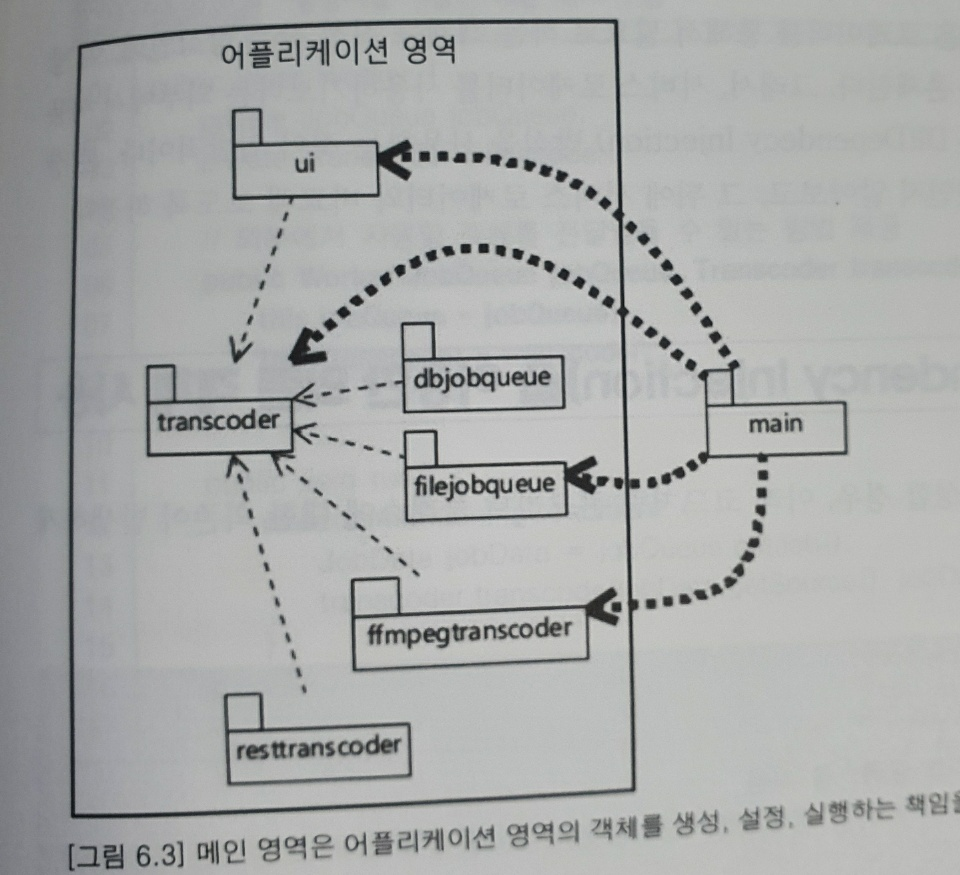 어플리케이션 영역
ui
dbjobqueue
transcoder
main
filejobqueue
ffmpegtranscoder
resttranscoder
[그림 6.3] 메인 영역은 어플리케이션 영역의 객체를 생성, 설정, 실행하는 책임을